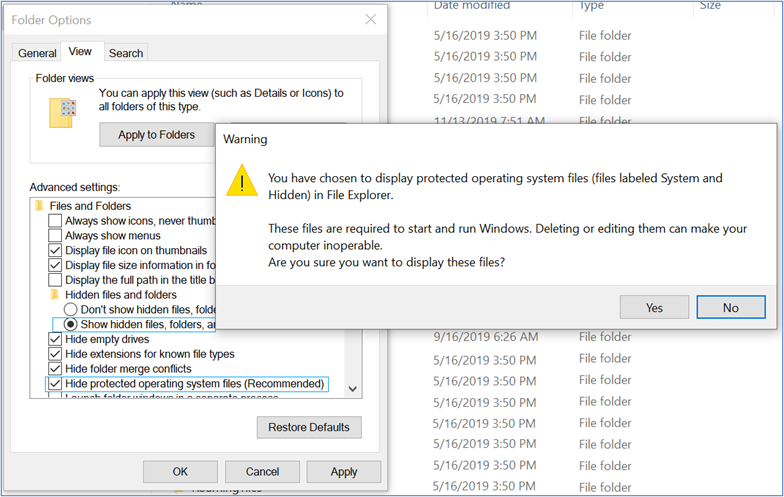 Name
Date modified
Type
Size
Folder Options
General
View
Search
Folder views
You can apply this view (such as Details or Icons) to
all folders of this type.
Apply to Folders
Advanced settings:
Files and Folders
Always show icons, never thumb
Always show menus
Display file icon on thumbnails
Display file size information in fo
Display the full path in the title b
Hidden files and folders
Don't show hidden files, folde
Show hidden files, folders, a
Hide empty drives
Hide extensions for known file types
Hide folder merge conflicts
Hide protected operating system files (Recommended)
Launch folder windows in a separate process
Restore Defaults
OK
Cancel
Apply
5/16/2019 3:50 PM File folder
5/16/2019 3:50 PM File folder
5/16/2019 3:50 PM File folder
5/16/2019 3:50 PM File folder
11/13/2019 7:51 AM File folder
Warning
You have chosen to display protected operating system files (files labeled System and
Hidden) in File Explorer.
These files are required to start and run Windows. Deleting or editing them can make your
computer inoperable.
Are you sure you want to display these files?
Yes
No
9/16/2019 6:26 AM File folder
5/16/2019 3:50 PM File folder
5/16/2019 3:50 PM File folder
5/16/2019 3:50 PM File folder
5/16/2019 3:50 PM File folder
5/16/2019 3:50 PM File folder
5/16/2019 3:50 PM File folder
5/16/2019 3:50 PM File folder
files